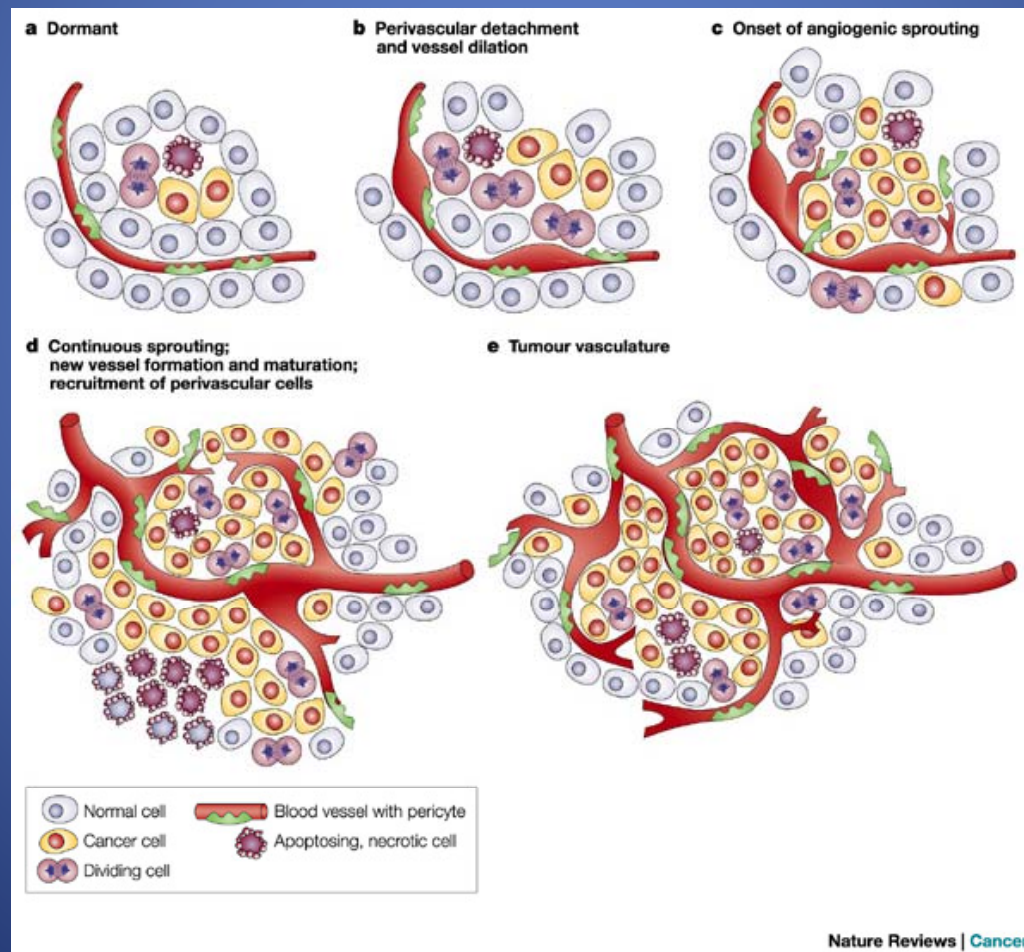 a Dormant
b Perivascular detachment
and vessel dilation
c Onset of angiogenic sprouting
d Continuous sprouting;
new vessel formation and maturation;
recruitment of perivascular cells
e Tumour vasculature
Normal cell
Cancer cell
Dividing cell
Blood vessel with pericyte
Apoptosing, necrotic cell
Nature Reviews | Cancer